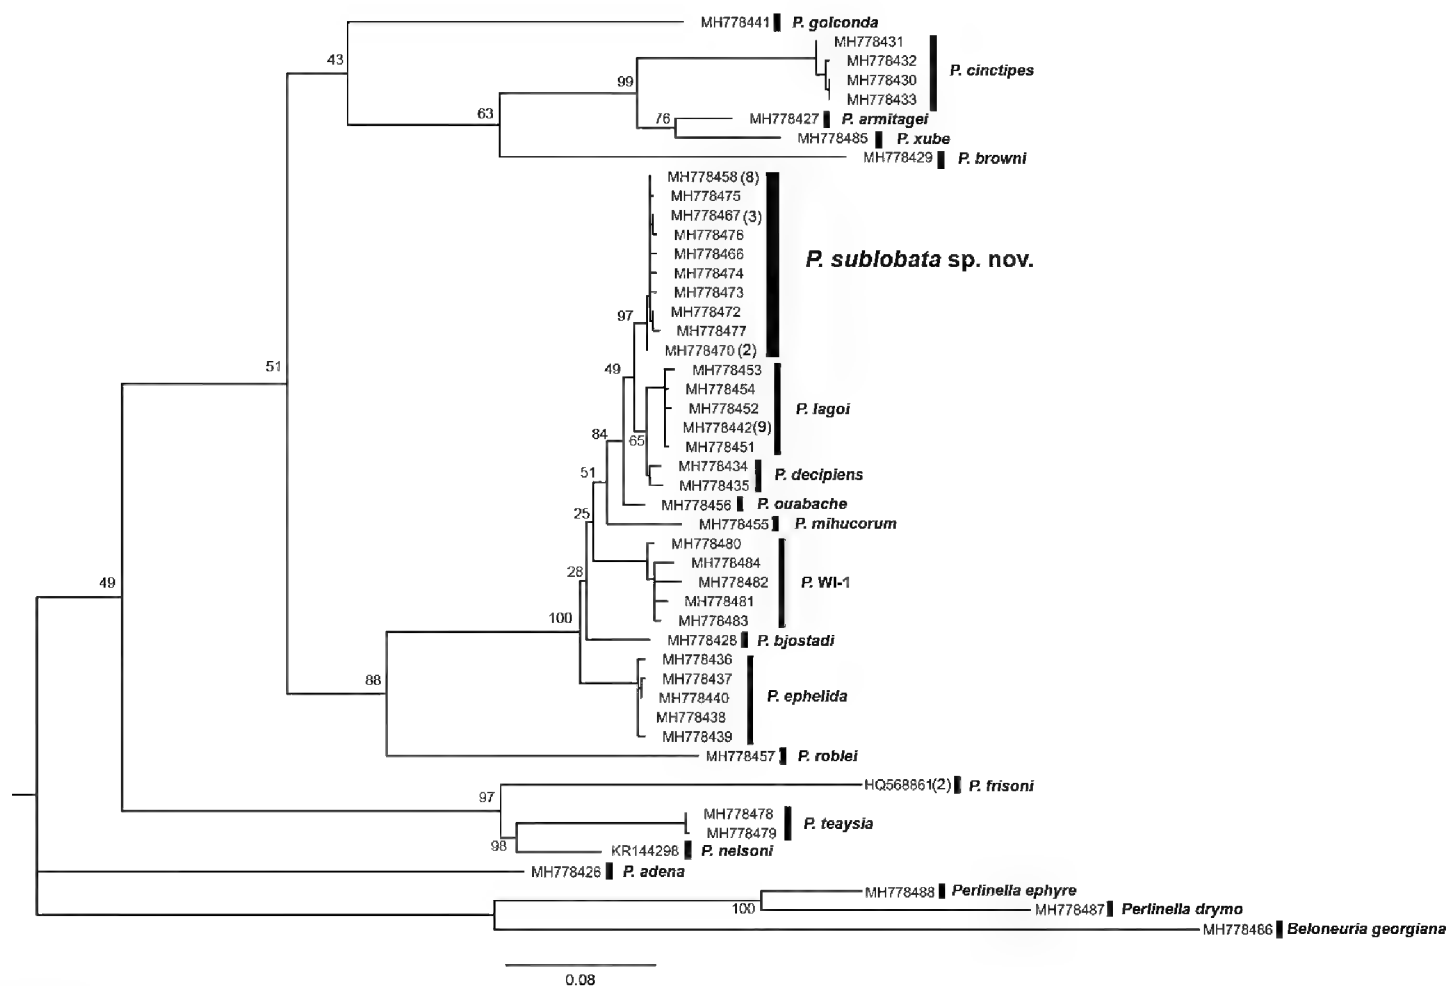 MH778441 P. golconda
43
MH778431
MH778432
P. cinctipes
MH778430
99
MH778433
63
76 MH778427 P. armitagei
MH778485 P. xube
MH778429 P. browni
MH778458 (8)
MH778475
MH778467 (3)
MH778476
MH778466
P. sublobata sp. nov.
MH778474
MH778473
MH778472
97
MH778477
MH778470 (2)
51
49
MH778453
MH778454
MH778452
P. lagoi
MH778442(9)
84
65
MH778451
MH778434
51
P. decipiens
MH778435
MH778456 P. ouabache
25
MH778455 P. mihucorum
MH778480
MH778484
28
MH778482
P. WI-1
49
MH778481
MH778483
100
MH778428 P. bjostadi
MH778436
MH778437
88
MH778440
P. ephelida
MH778438
MH778439
MH778457 P. roblei
HQ568861(2) P. frisoni
97
MH778478
P. teaysia
MH778479
98
KR144298 P. nelsoni
MH778426 P. adena
MH778488 Perlinella ephyre
100
MH778487 Perlinella drymo
MH778486 Beloneuria georgiana
0.08